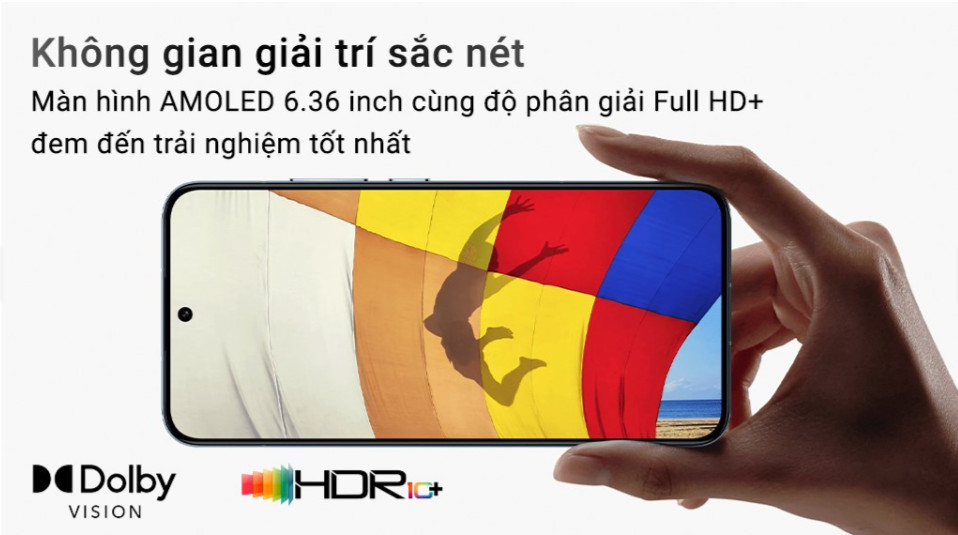 Không gian giải trí sắc nét
Màn hình AMOLED 6.36 inch cùng độ phân giải Full HD+
đem đến trải nghiệm tốt nhất
Dolby
VISION
HDR10+